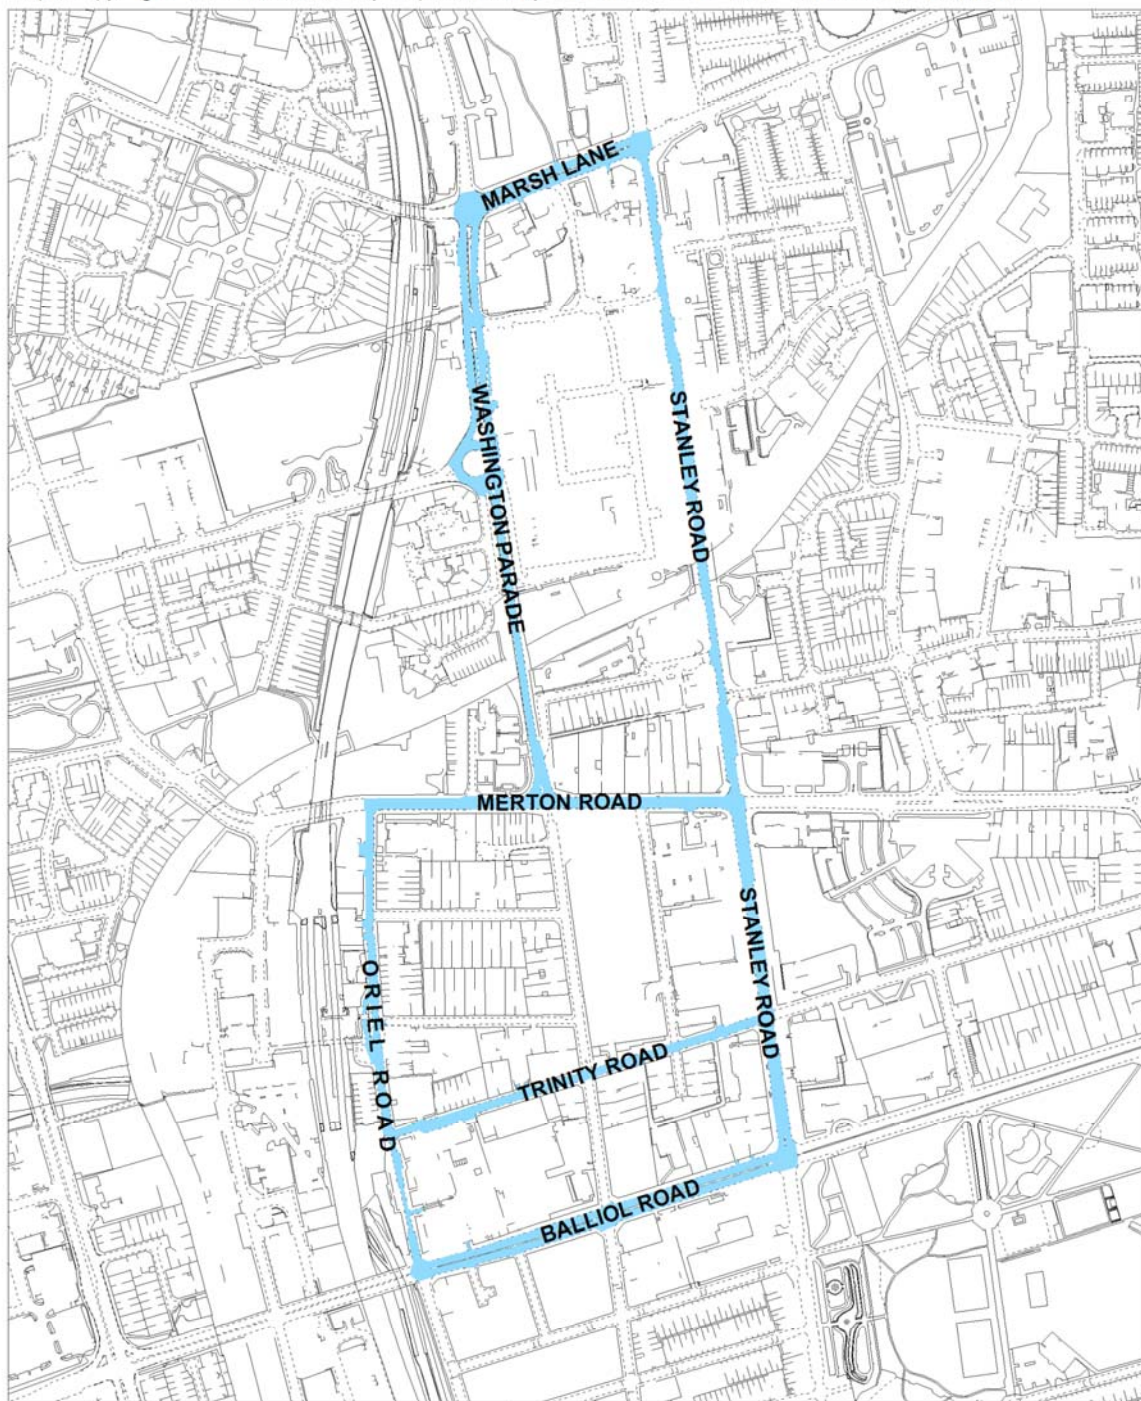 MARSH LANE
WASHINGTON PARADE
STANLEY ROAD
MERTON ROAD
STANLEY ROAD
ORIEL ROAD
TRINITY ROAD
BALLIOL ROAD